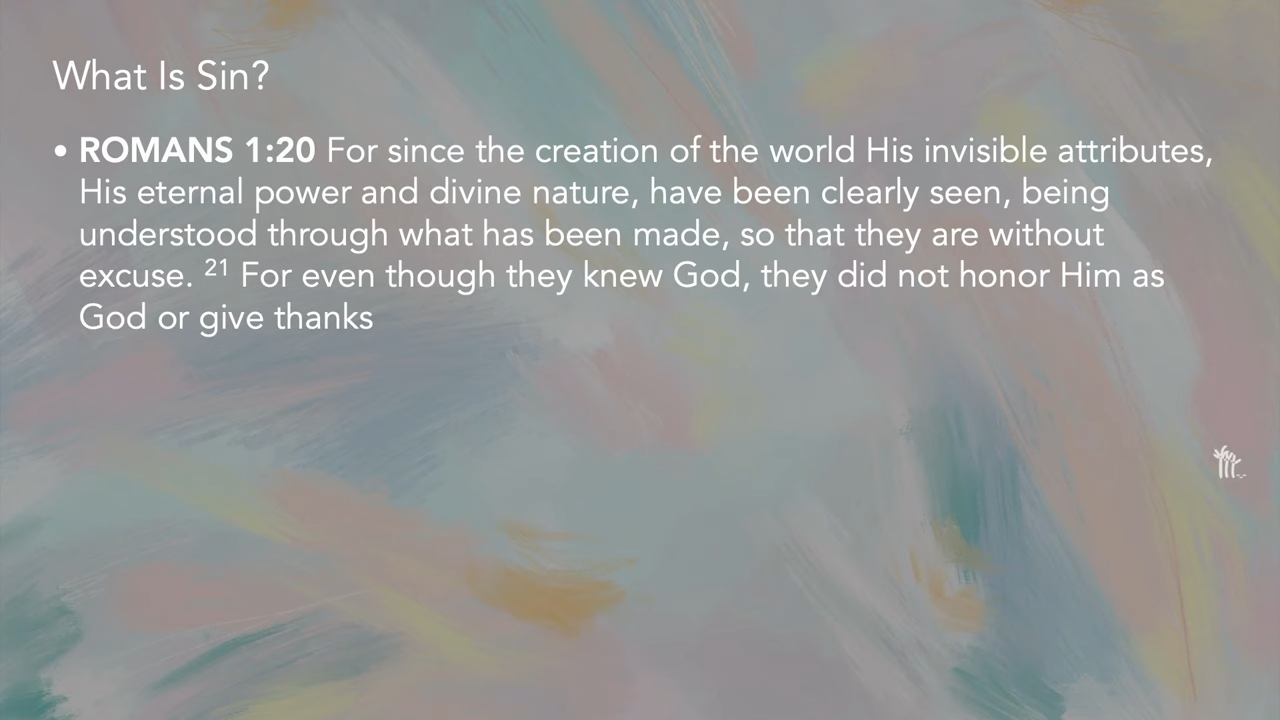 What Is Sin?
• ROMANS 1:20 For since the creation of the world His invisible attributes,
His eternal power and divine nature, have been clearly seen, being
understood through what has been made, so that they are without
excuse. 21 For even though they knew God, they did not honor Him as
God or give thanks